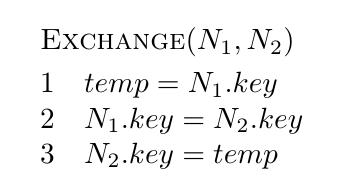 EXCHANGE(N₁, N₂)
1 temp = N₁.key
2 N₁.key = N₂.key
3 N₂.key = temp